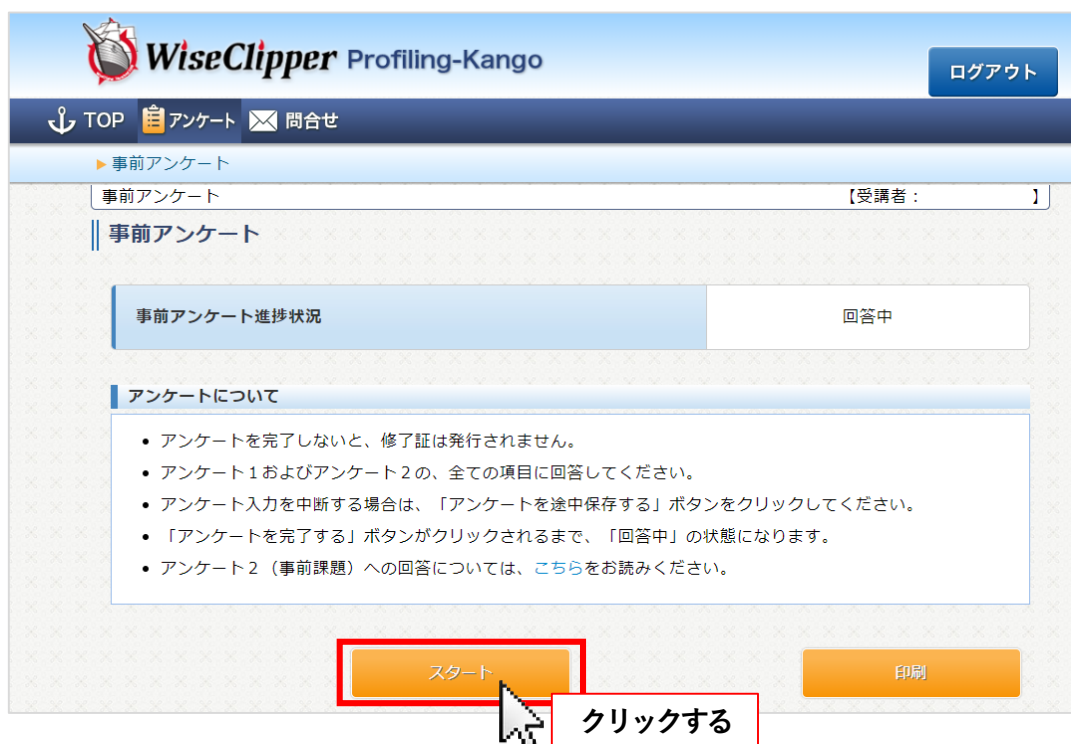 WiseClipper Profiling-Kango
ログアウト
TOP アンケート 問合せ
事前アンケート
事前アンケート 【受講者： 】
事前アンケート
事前アンケート進捗状況 回答中
アンケートについて
• アンケートを完了しないと、修了証は発行されません。
• アンケート１およびアンケート２の、全ての項目に回答してください。
• アンケート入力を中断する場合は、「アンケートを途中保存する」ボタンをクリックしてください。
• 「アンケートを完了する」ボタンがクリックされるまで、「回答中」の状態になります。
• アンケート２（事前課題）への回答については、こちらをお読みください。
スタート 印刷
クリックする